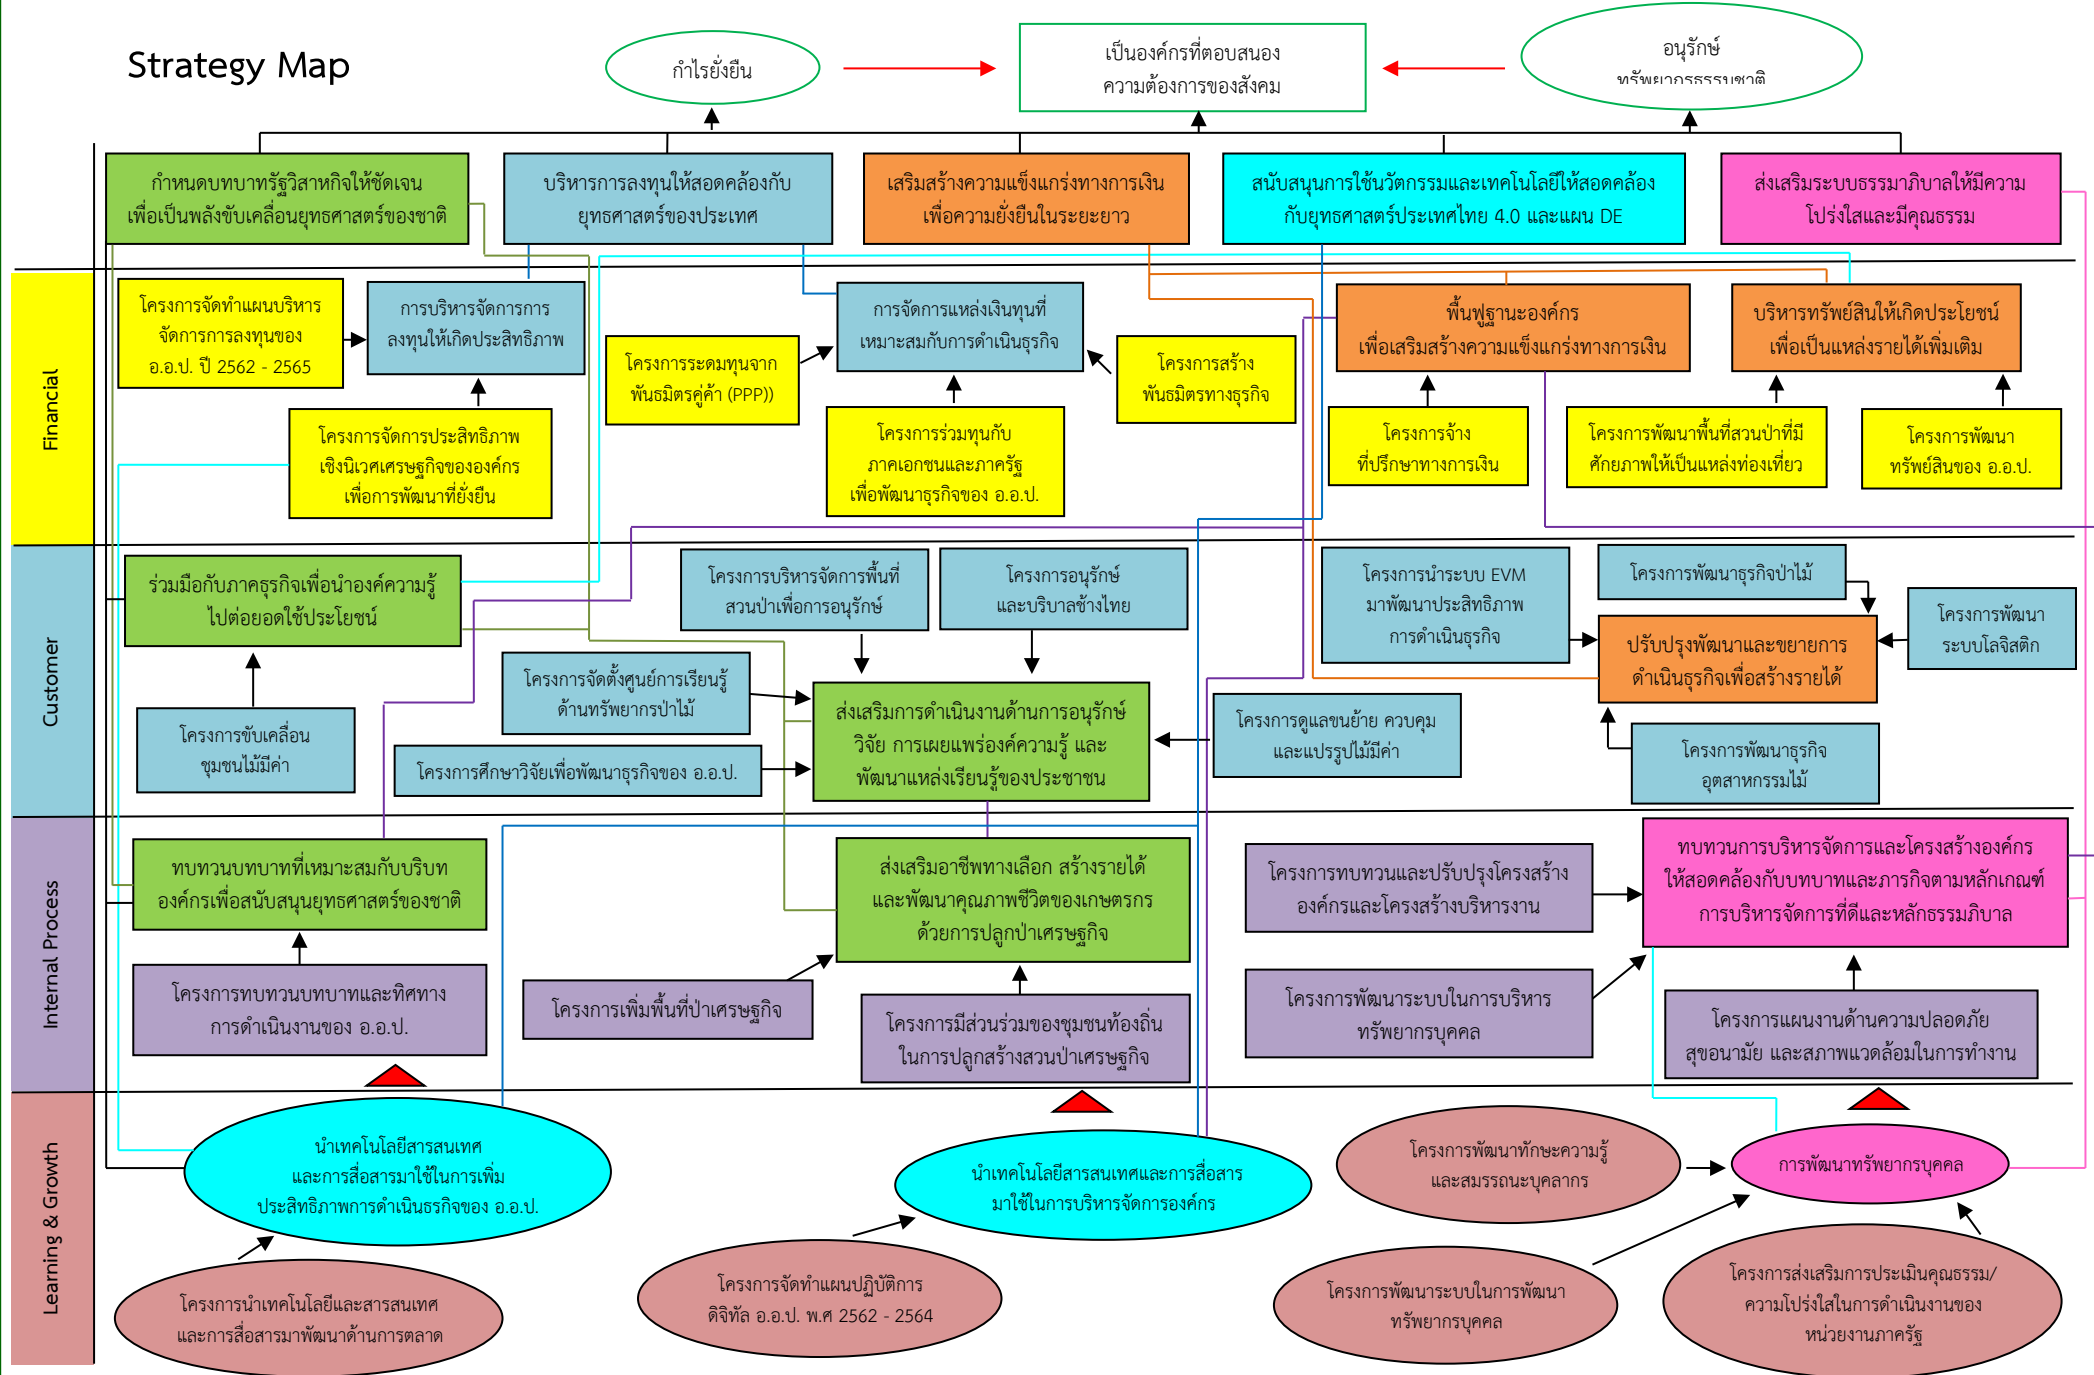 Strategy Map
กำไรยั่งยืน
เป็นองค์กรที่ตอบสนอง
ความต้องการของสังคม
อนุรักษ์
ทรัพยากรธรรมชาติ
กำหนดบทบาทรัฐวิสาหกิจให้ชัดเจน
เพื่อเป็นพลังขับเคลื่อนยุทธศาสตร์ของชาติ
บริหารการลงทุนให้สอดคล้องกับ
ยุทธศาสตร์ของประเทศ
เสริมสร้างความแข็งแกร่งทางการเงิน
เพื่อความยั่งยืนในระยะยาว
สนับสนุนการใช้นวัตกรรมและเทคโนโลยีให้สอดคล้อง
กับยุทธศาสตร์ประเทศไทย 4.0 และแผน DE
ส่งเสริมระบบธรรมาภิบาลให้มีความ
โปร่งใสและมีคุณธรรม
Financial
โครงการจัดทำแผนบริหาร
จัดการการลงทุนของ
อ.อ.ป. ปี 2562 - 2565
การบริหารจัดการการ
ลงทุนให้เกิดประสิทธิภาพ
โครงการจัดการประสิทธิภาพ
เชิงนิเวศเศรษฐกิจขององค์กร
เพื่อการพัฒนาที่ยั่งยืน
โครงการระดมทุนจาก
พันธมิตรคู่ค้า (PPP))
การจัดการแหล่งเงินทุนที่
เหมาะสมกับการดำเนินธุรกิจ
โครงการสร้าง
พันธมิตรทางธุรกิจ
โครงการร่วมทุนกับ
ภาคเอกชนและภาครัฐ
เพื่อพัฒนาธุรกิจของ อ.อ.ป.
พื้นฟูฐานะองค์กร
เพื่อเสริมสร้างความแข็งแกร่งทางการเงิน
บริหารทรัพย์สินให้เกิดประโยชน์
เพื่อเป็นแหล่งรายได้เพิ่มเติม
โครงการจ้าง
ที่ปรึกษาทางการเงิน
โครงการพัฒนาพื้นที่สวนป่าที่มี
ศักยภาพให้เป็นแหล่งท่องเที่ยว
โครงการพัฒนา
ทรัพย์สินของ อ.อ.ป.
Customer
ร่วมมือกับภาคธุรกิจเพื่อนำองค์ความรู้
ไปต่อยอดใช้ประโยชน์
โครงการขับเคลื่อน
ชุมชนไม้มีค่า
โครงการบริหารจัดการพื้นที่
สวนป่าเพื่อการอนุรักษ์
โครงการอนุรักษ์
และบริบาลช้างไทย
โครงการจัดตั้งศูนย์การเรียนรู้
ด้านทรัพยากรป่าไม้
โครงการศึกษาวิจัยเพื่อพัฒนาธุรกิจของ อ.อ.ป.
ส่งเสริมการดำเนินงานด้านการอนุรักษ์
วิจัย การเผยแพร่องค์ความรู้ และ
พัฒนาแหล่งเรียนรู้ของประชาชน
โครงการดูแลขนย้าย ควบคุม
และแปรรูปไม้มีค่า
โครงการนำระบบ EVM
มาพัฒนาประสิทธิภาพ
การดำเนินธุรกิจ
โครงการพัฒนาธุรกิจป่าไม้
โครงการพัฒนา
ระบบโลจิสติก
ปรับปรุงพัฒนาและขยายการ
ดำเนินธุรกิจเพื่อสร้างรายได้
โครงการพัฒนาธุรกิจ
อุตสาหกรรมไม้
Internal Process
ทบทวนบทบาทที่เหมาะสมกับบริบท
องค์กรเพื่อสนับสนุนยุทธศาสตร์ของชาติ
โครงการทบทวนบทบาทและทิศทาง
การดำเนินงานของ อ.อ.ป.
ส่งเสริมอาชีพทางเลือก สร้างรายได้
และพัฒนาคุณภาพชีวิตของเกษตรกร
ด้วยการปลูกป่าเศรษฐกิจ
โครงการเพิ่มพื้นที่ป่าเศรษฐกิจ
โครงการมีส่วนร่วมของชุมชนท้องถิ่น
ในการปลูกสร้างสวนป่าเศรษฐกิจ
โครงการทบทวนและปรับปรุงโครงสร้าง
องค์กรและโครงสร้างบริหารงาน
ทบทวนการบริหารจัดการและโครงสร้างองค์กร
ให้สอดคล้องกับบทบาทและภารกิจตามหลักเกณฑ์
การบริหารจัดการที่ดีและหลักธรรมภิบาล
โครงการพัฒนาระบบในการบริหาร
ทรัพยากรบุคคล
โครงการแผนงานด้านความปลอดภัย
สุขอนามัย และสภาพแวดล้อมในการทำงาน
Learning & Growth
นำเทคโนโลยีสารสนเทศ
และการสื่อสารมาใช้ในการเพิ่ม
ประสิทธิภาพการดำเนินธรกิจของ อ.อ.ป.
โครงการนำเทคโนโลยีและสารสนเทศ
และการสื่อสารมาพัฒนาด้านการตลาด
นำเทคโนโลยีสารสนเทศและการสื่อสาร
มาใช้ในการบริหารจัดการองค์กร
โครงการจัดทำแผนปฏิบัติการ
ดิจิทัล อ.อ.ป. พ.ศ 2562 - 2564
โครงการพัฒนาทักษะความรู้
และสมรรถนะบุคลากร
การพัฒนาทรัพยากรบุคคล
โครงการพัฒนาระบบในการพัฒนา
ทรัพยากรบุคคล
โครงการส่งเสริมการประเมินคุณธรรม/
ความโปร่งใสในการดำเนินงานของ
หน่วยงานภาครัฐ